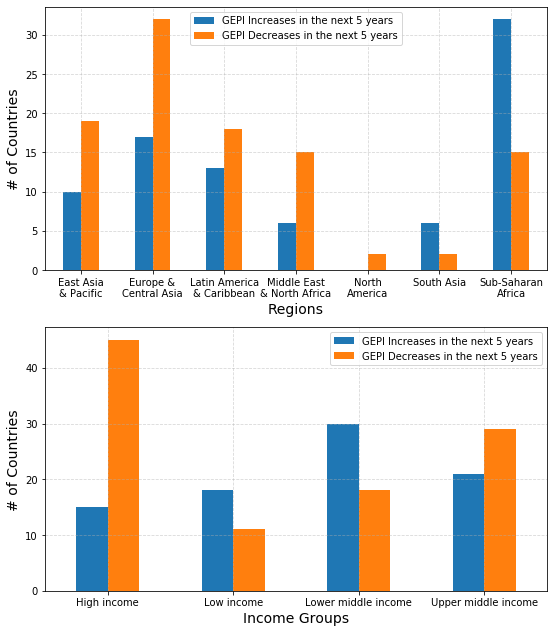 GEPI Increases in the next 5 years
GEPI Decreases in the next 5 years
# of Countries
30
25
20
15
10
5
0
East Asia
& Pacific
Europe &
Central Asia
Latin America
& Caribbean
Middle East
& North Africa
North
America
South Asia
Sub-Saharan
Africa
Regions
GEPI Increases in the next 5 years
GEPI Decreases in the next 5 years
# of Countries
40
30
20
10
0
High income
Low income
Lower middle income
Upper middle income
Income Groups